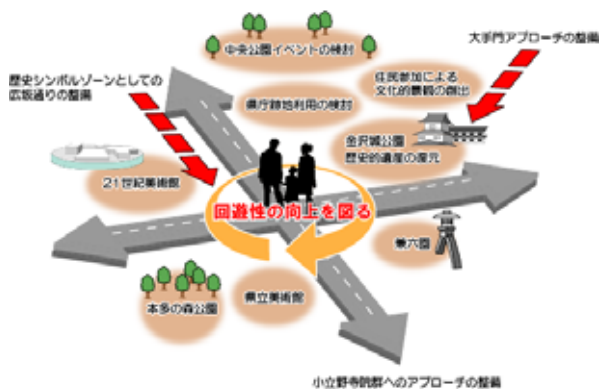 中央公園イベントの検討
大手門アプローチの整備
歴史シンボルゾーンとしての
広坂通りの整備
住民参加による
文化的景観の創出
県庁跡地利用の検討
金沢城公園
歴史的遺産の復元
21世紀美術館
回遊性の向上を図る
兼六園
県立美術館
本多の森公園
小立野寺院群へのアプローチの整備